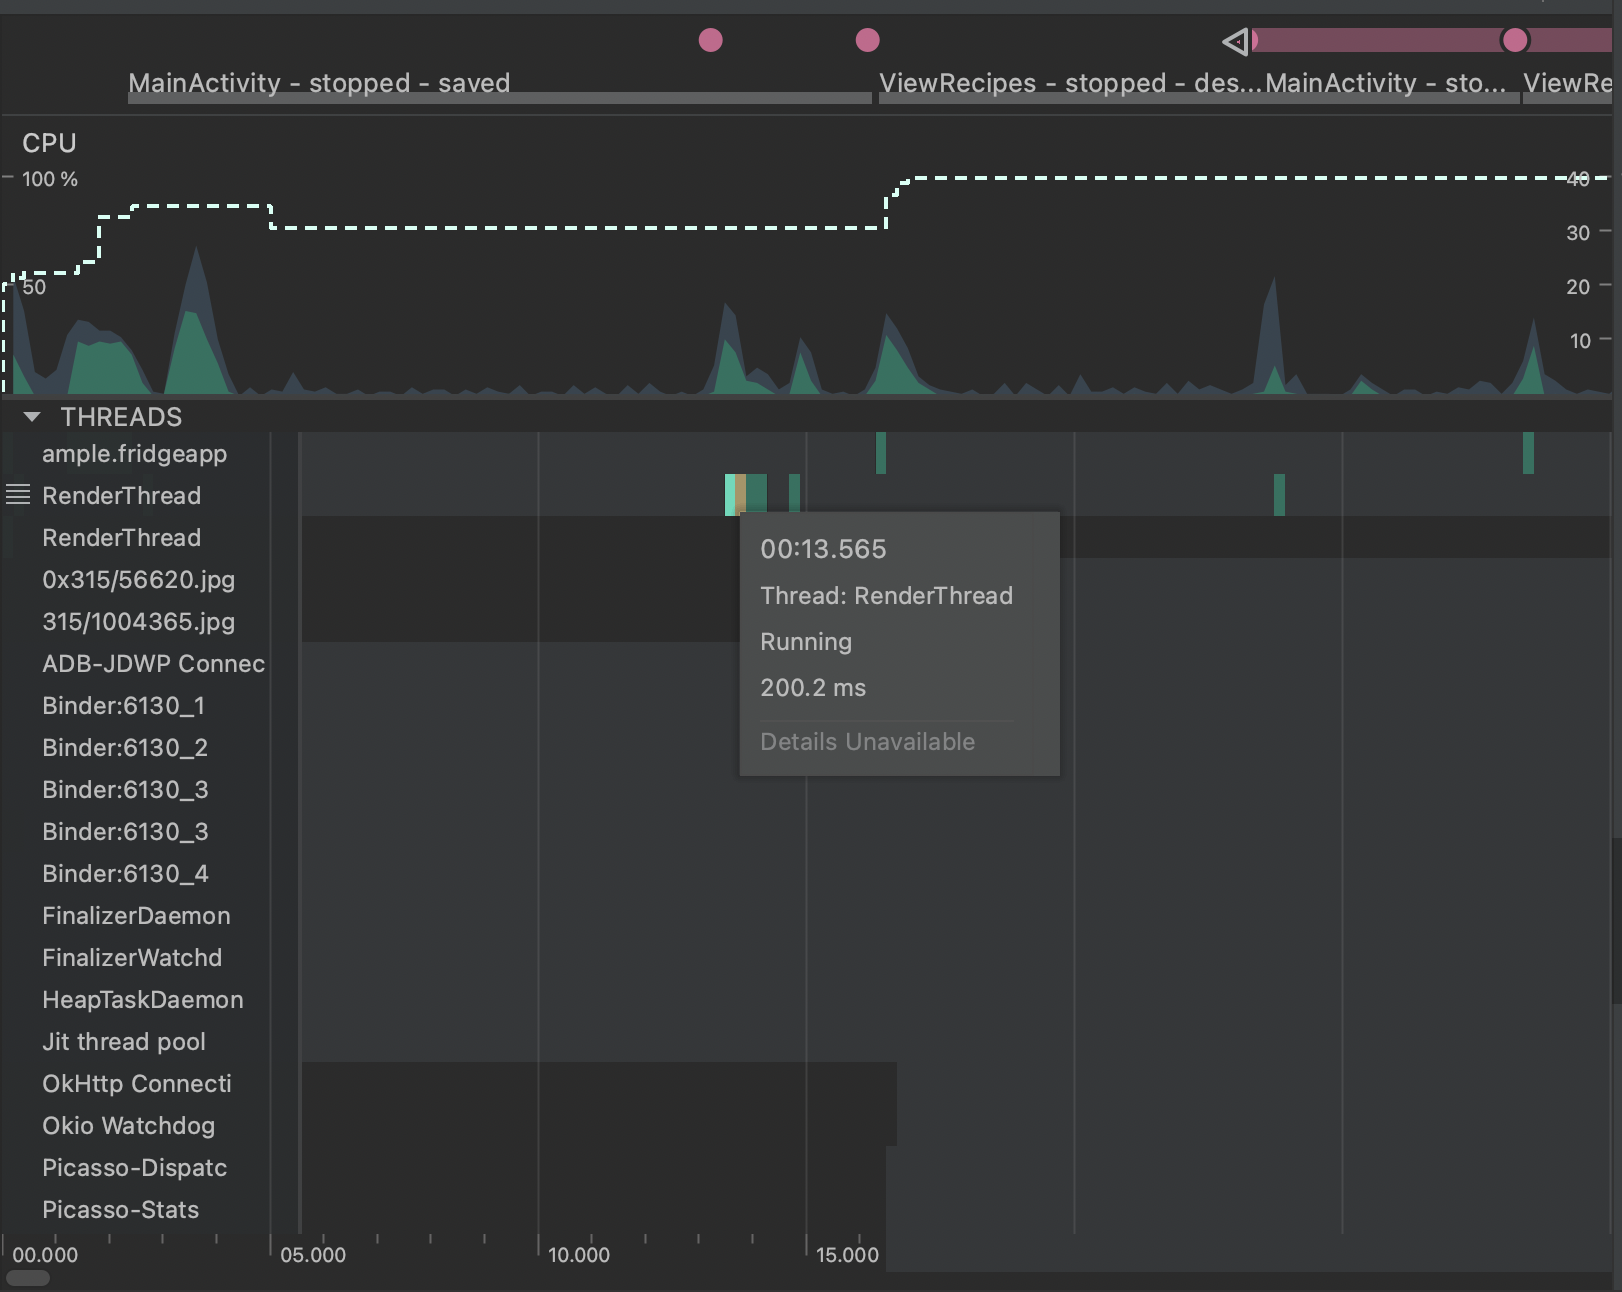 MainActivity - stopped - saved
ViewRecipes - stopped - des...
MainActivity - sto...
ViewRe
CPU
100 %
50
40
30
20
10
THREADS
ample.fridgeapp
RenderThread
RenderThread
0x315/56620.jpg
315/1004365.jpg
ADB-JDWP Connec
Binder:6130_1
Binder:6130_2
Binder:6130_3
Binder:6130_3
Binder:6130_4
FinalizerDaemon
FinalizerWatchd
HeapTaskDaemon
Jit thread pool
OkHttp Connecti
Okio Watchdog
Picasso-Dispatc
Picasso-Stats
00:13.565
Thread: RenderThread
Running
200.2 ms
Details Unavailable
00.000
05.000
10.000
15.000